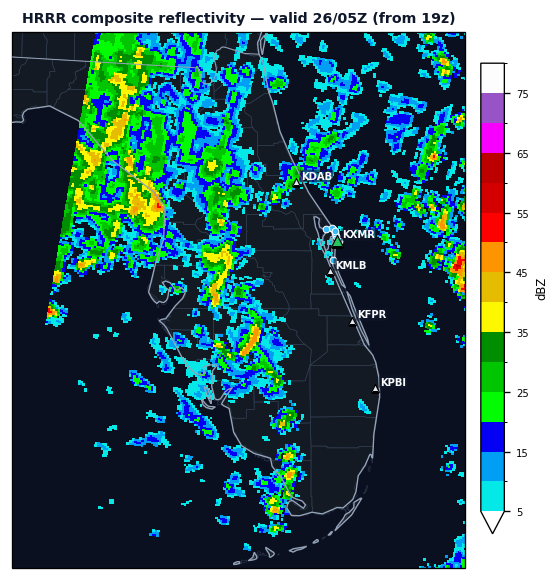 HRRR composite reflectivity — valid 26/05Z (from 19z)
KDAB
KXMR
KMLB
KFPR
KPBI
75
65
55
45
35
25
15
5
dBZ